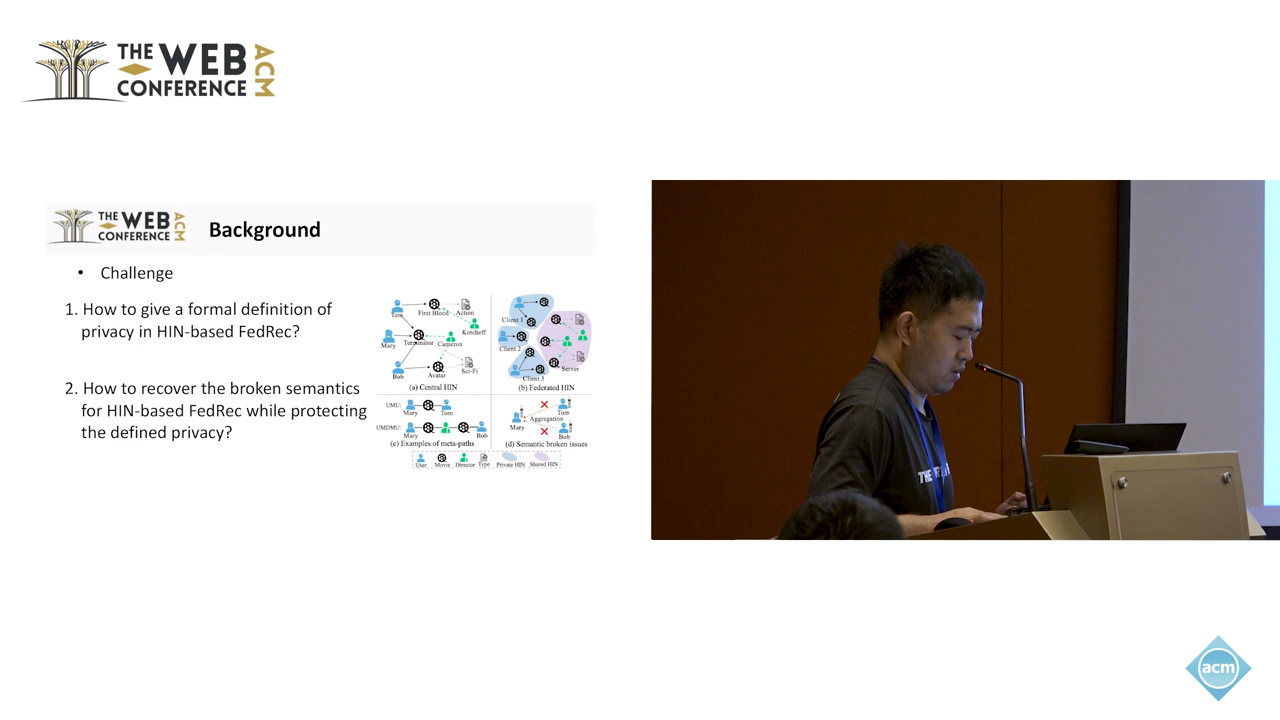 THE WEB
CONFERENCE
ACM
THE WEB
CONFERENCE
ACM
Background
• Challenge
1. How to give a formal definition of
privacy in HIN-based FedRec?
2. How to recover the broken semantics
for HIN-based FedRec while protecting
the defined privacy?
Tom
First Blood
Action
Kotcheff
Mary
Terminator
Cameron
Bob
Avatar
Sci-Fi
(a) Central HIN
Client 1
Client 2
Client 3
Server
(b) Federated HIN
UMU:
Mary
Tom
UMDMU:
Mary
Bob
(c) Examples of meta-paths
Tom
Aggregation
Mary
Bob
(d) Semantic broken issues
User
Movie
Director
Type
Private HIN
Shared HIN
THE
acm